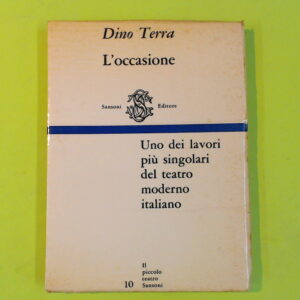 Dino Terra
L'occasione
Sansoni Editore
Uno dei lavori
più singolari
del teatro
moderno
italiano
10
Il
piccolo
teatro
Sansoni